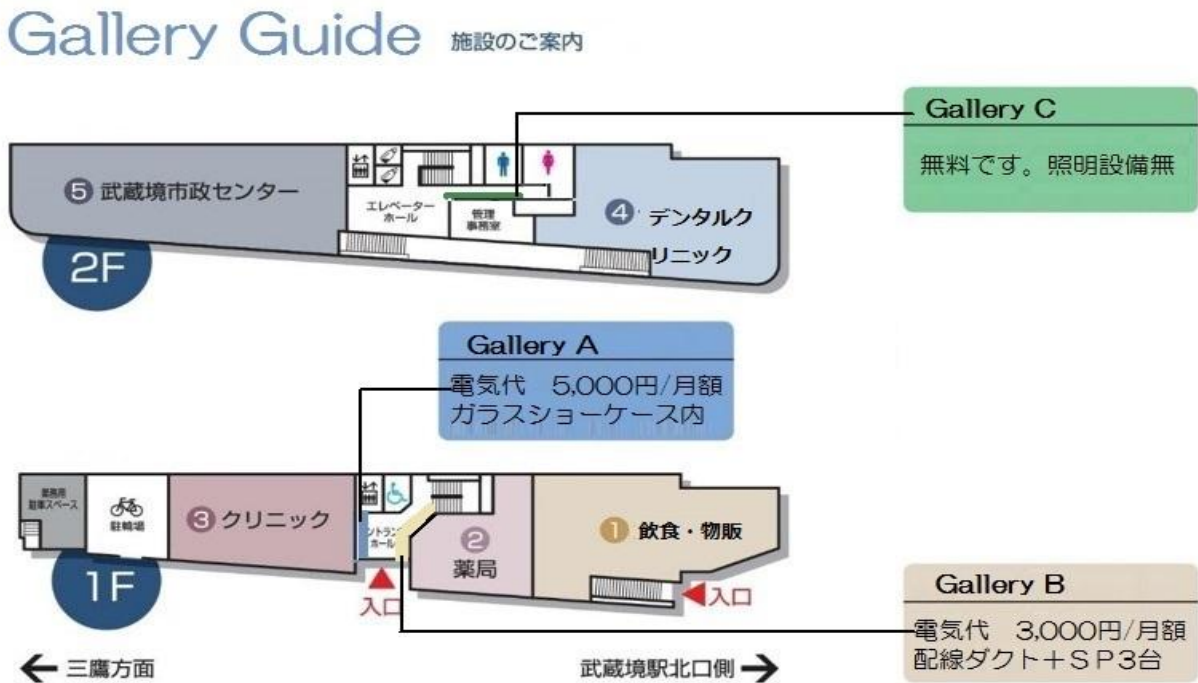 Gallery Guide 施設のご案内
Gallery C
無料です。照明設備無
❺ 武蔵境市政センター
エレベーター
ホール
管理
事務室
❹ デンタルク
リニック
2F
Gallery A
電気代 5,000円/月額
ガラスショーケース内
業務用
駐車スペース
駐輪場
❸ クリニック
ントランス
ホール
❷
薬局
❶ 飲食・物販
1F
入口
入口
Gallery B
電気代 3,000円/月額
配線ダクト+SP3台
← 三鷹方面
武蔵境駅北口側 →